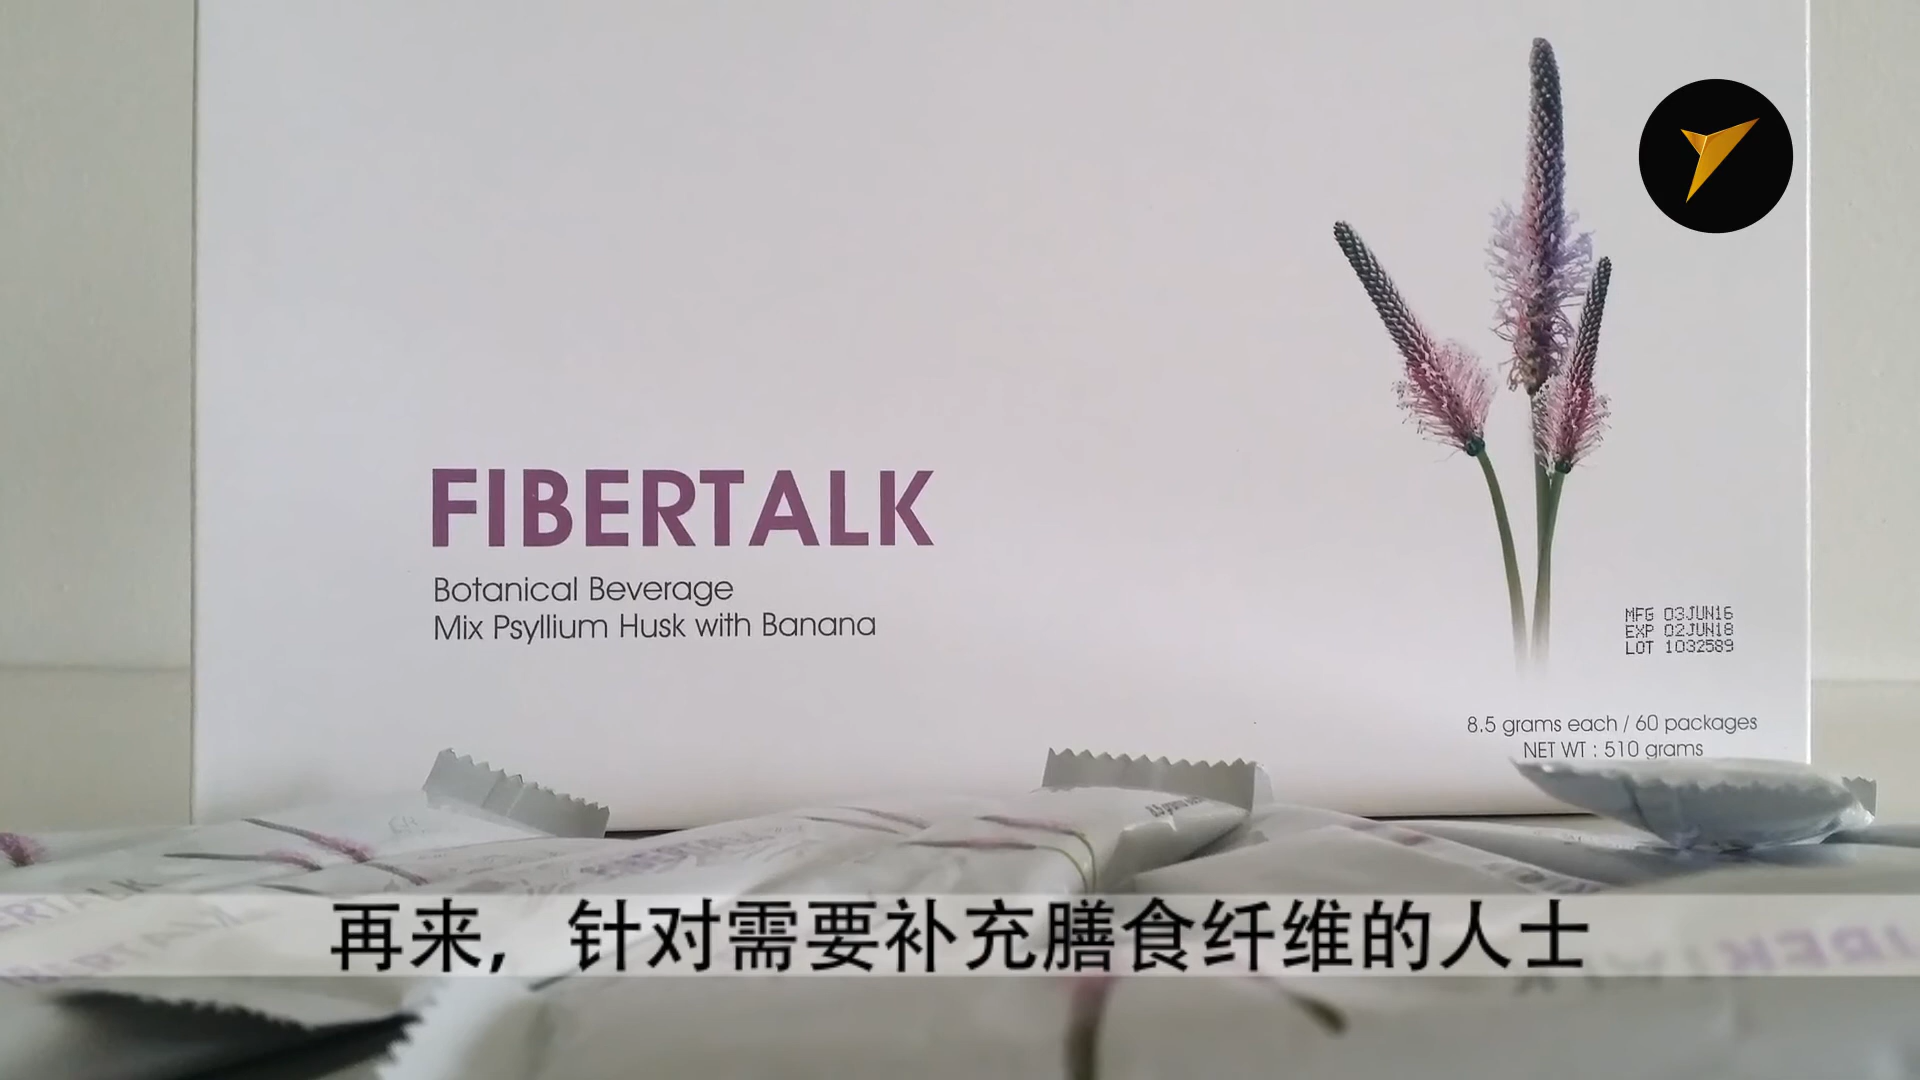 FIBERTALK
Botanical Beverage
Mix Psyllium Husk with Banana
MFG 03JUN16
EXP 02JUN18
LOT 1032589
8.5 grams each / 60 packages
NET WT : 510 grams
再来，针对需要补充膳食纤维的人士